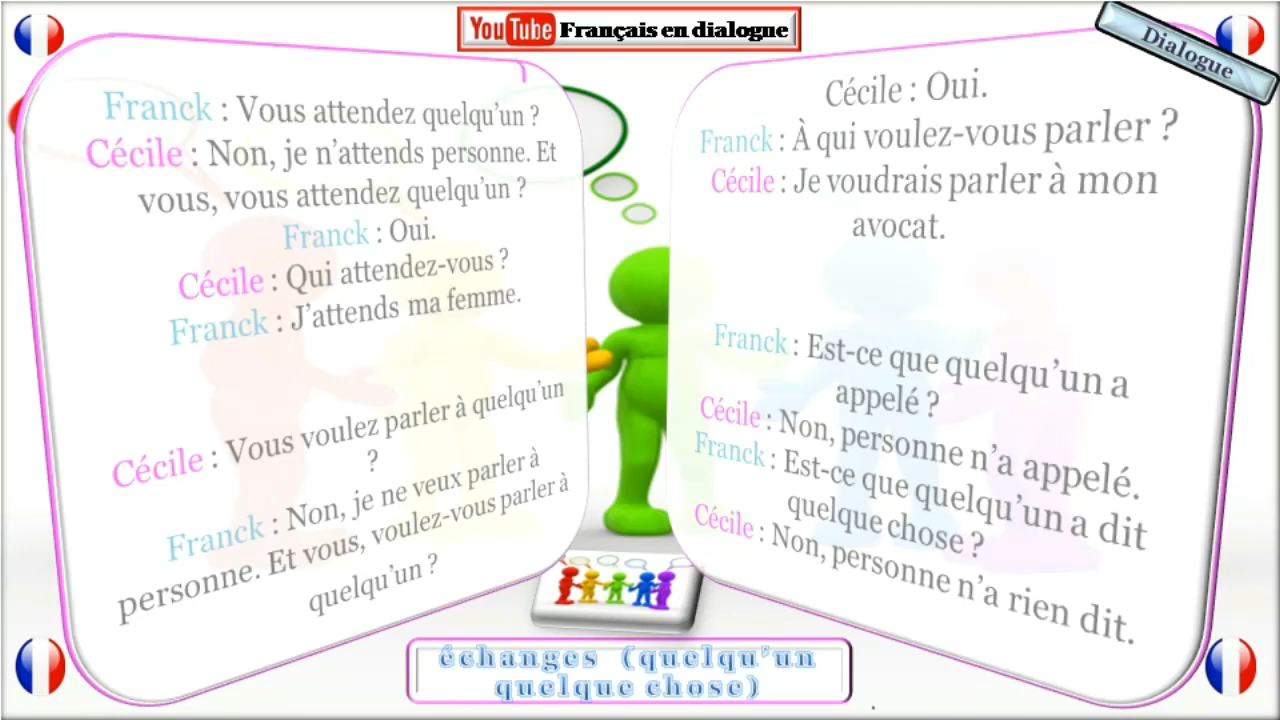 YouTube Français en dialogue
Dialogue
Franck : Vous attendez quelqu’un ?
Cécile : Non, je n’attends personne. Et
vous, vous attendez quelqu’un ?
Franck : Oui.
Cécile : Qui attendez-vous ?
Franck : J’attends ma femme.
Cécile : Vous voulez parler à quelqu’un
?
Franck : Non, je ne veux parler à
personne. Et vous, voulez-vous parler à
quelqu’un ?
Cécile : Oui.
Franck : À qui voulez-vous parler ?
Cécile : Je voudrais parler à mon
avocat.
Franck : Est-ce que quelqu’un a
appelé ?
Cécile : Non, personne n’a appelé.
Franck : Est-ce que quelqu’un a dit
quelque chose ?
Cécile : Non, personne n’a rien dit.
échanges (quelqu’un
quelque chose)